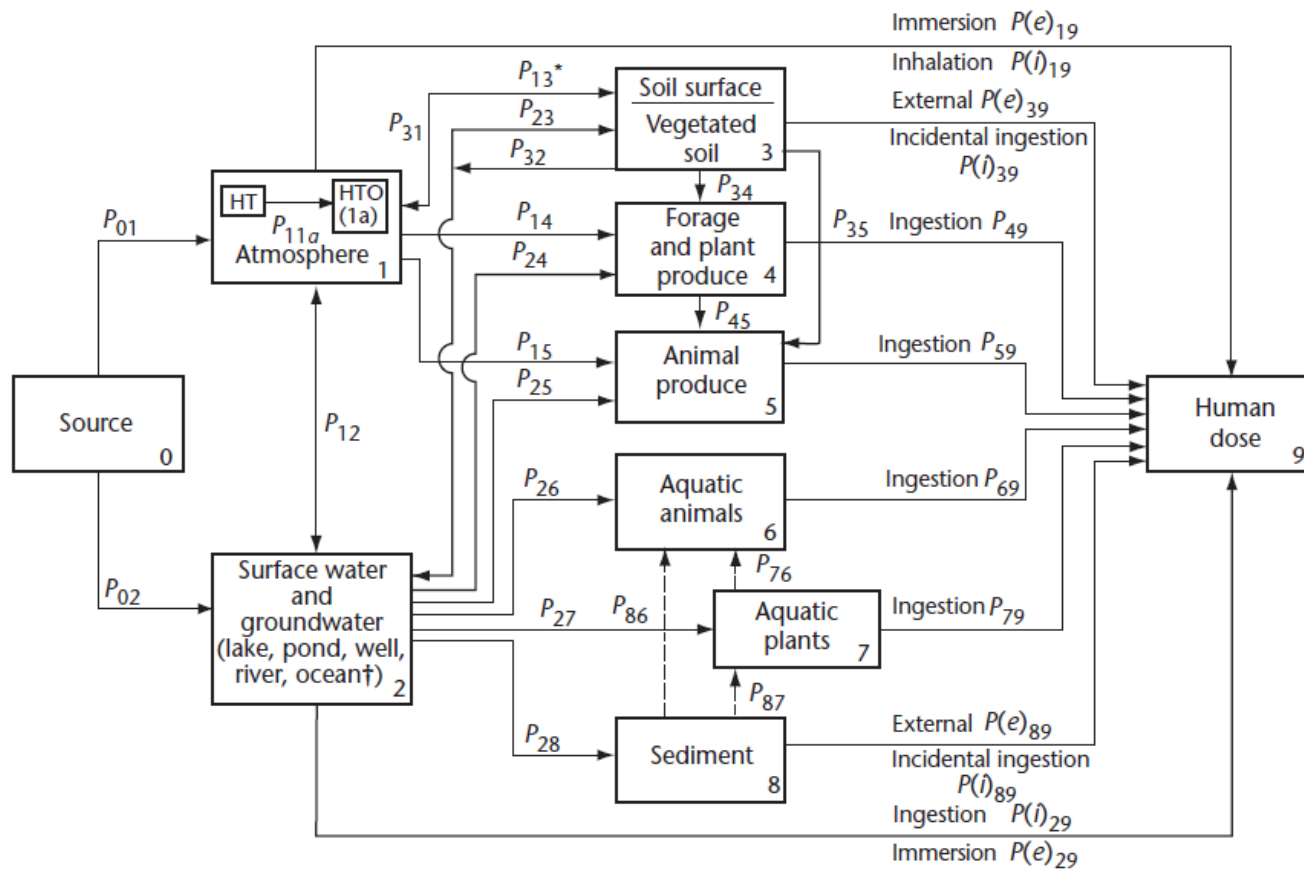 Immersion P(e)19
Inhalation P(i)19
P13*
Soil surface
Vegetated
soil 3
External P(e)39
Incidental ingestion
P(i)39
P31
P23
P32
P34
HT
HTO
(1a)
P11a
Atmosphere 1
P01
P14
P24
Forage
and plant
produce 4
P35
Ingestion P49
P45
P15
P25
Animal
produce 5
Ingestion P59
Source 0
P12
Human
dose 9
P26
Aquatic
animals 6
Ingestion P69
P76
P02
Surface water
and
groundwater
(lake, pond, well,
river, ocean†) 2
P27
P86
Aquatic
plants 7
Ingestion P79
P87
P28
Sediment 8
External P(e)89
Incidental ingestion
P(i)89
Ingestion P(i)29
Immersion P(e)29